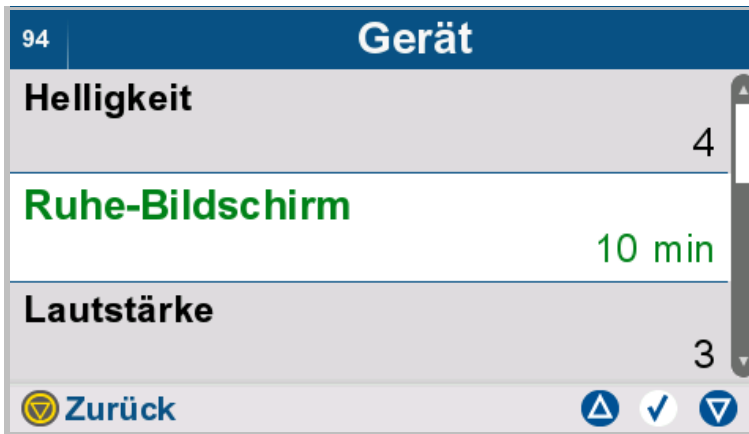 94
Gerät
Helligkeit
4
Ruhe-Bildschirm
10 min
Lautstärke
3
Zurück